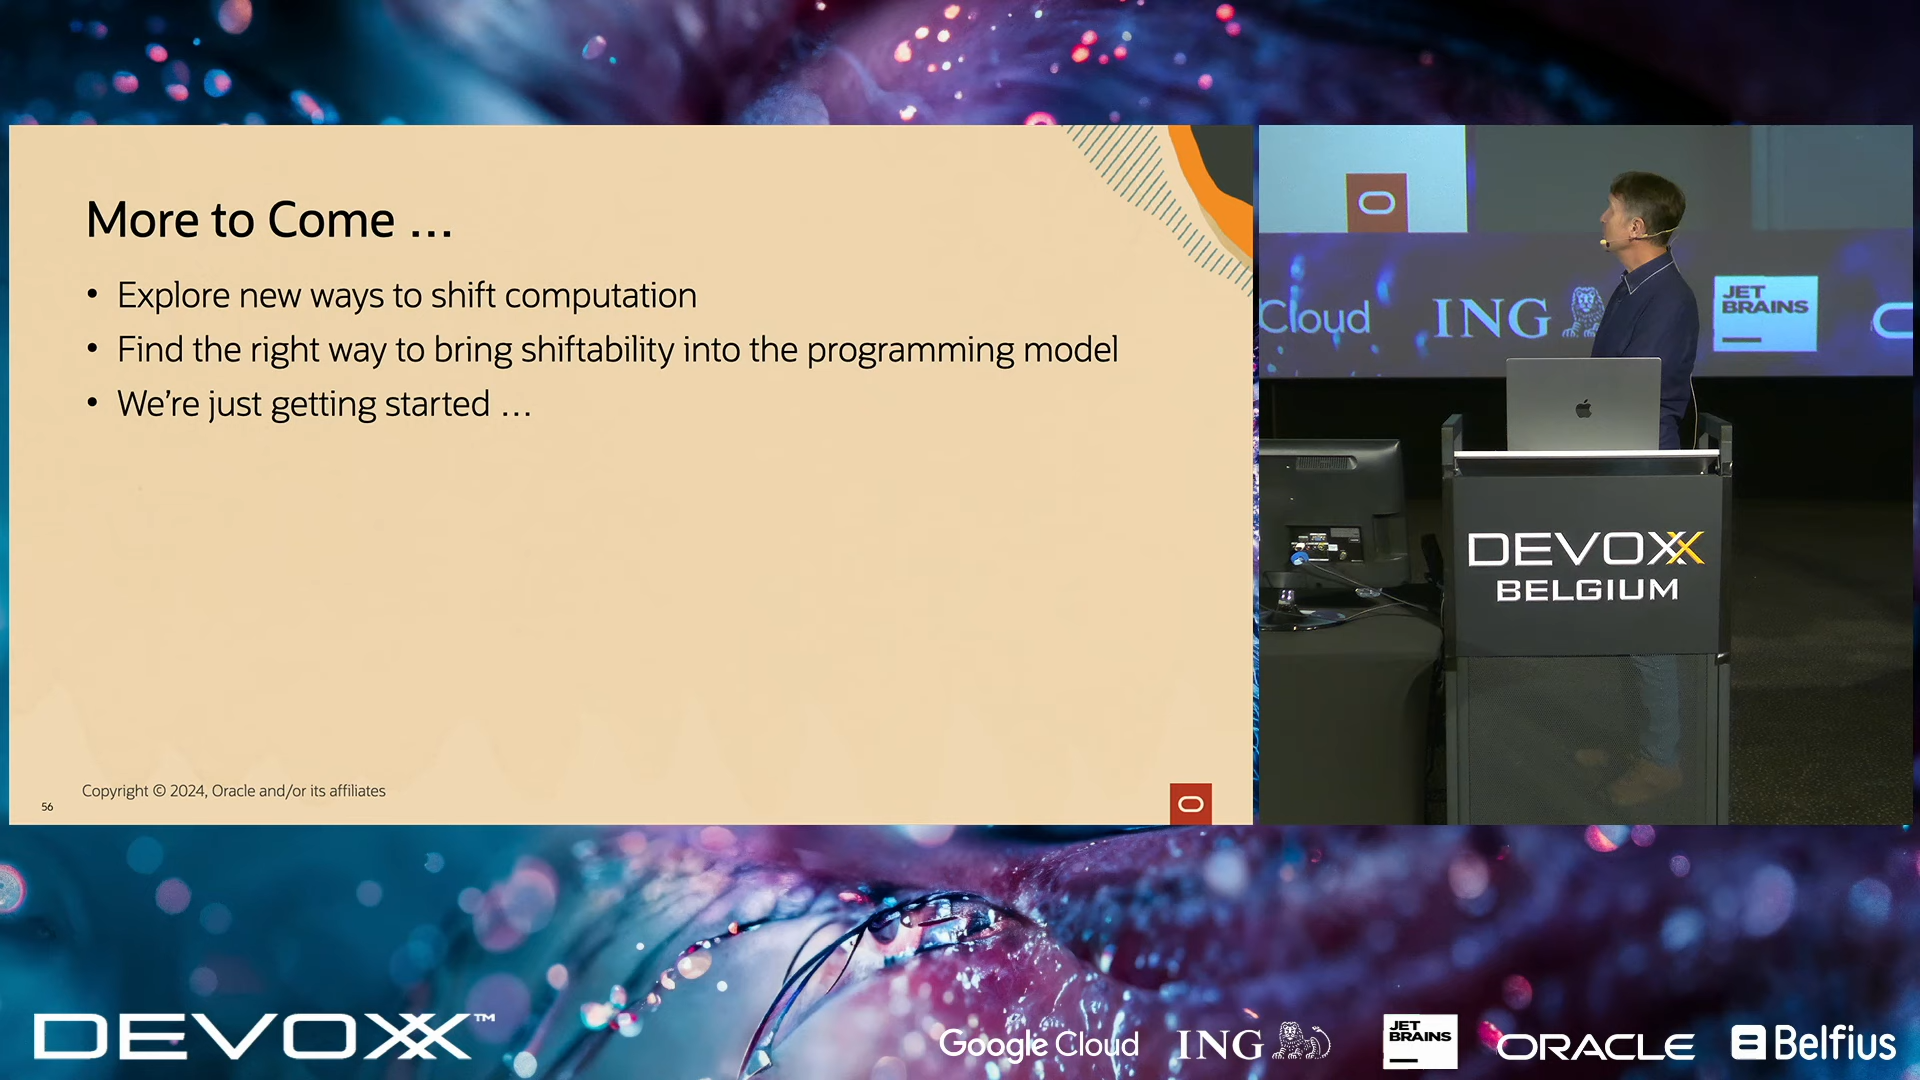 More to Come ...
• Explore new ways to shift computation
• Find the right way to bring shiftability into the programming model
• We're just getting started ...
Copyright © 2024, Oracle and/or its affiliates
56
Cloud
ING
JET
BRAINS
DEVOXX
BELGIUM
DEVOXX™
Google Cloud
ING
JET
BRAINS
ORACLE
Belfius